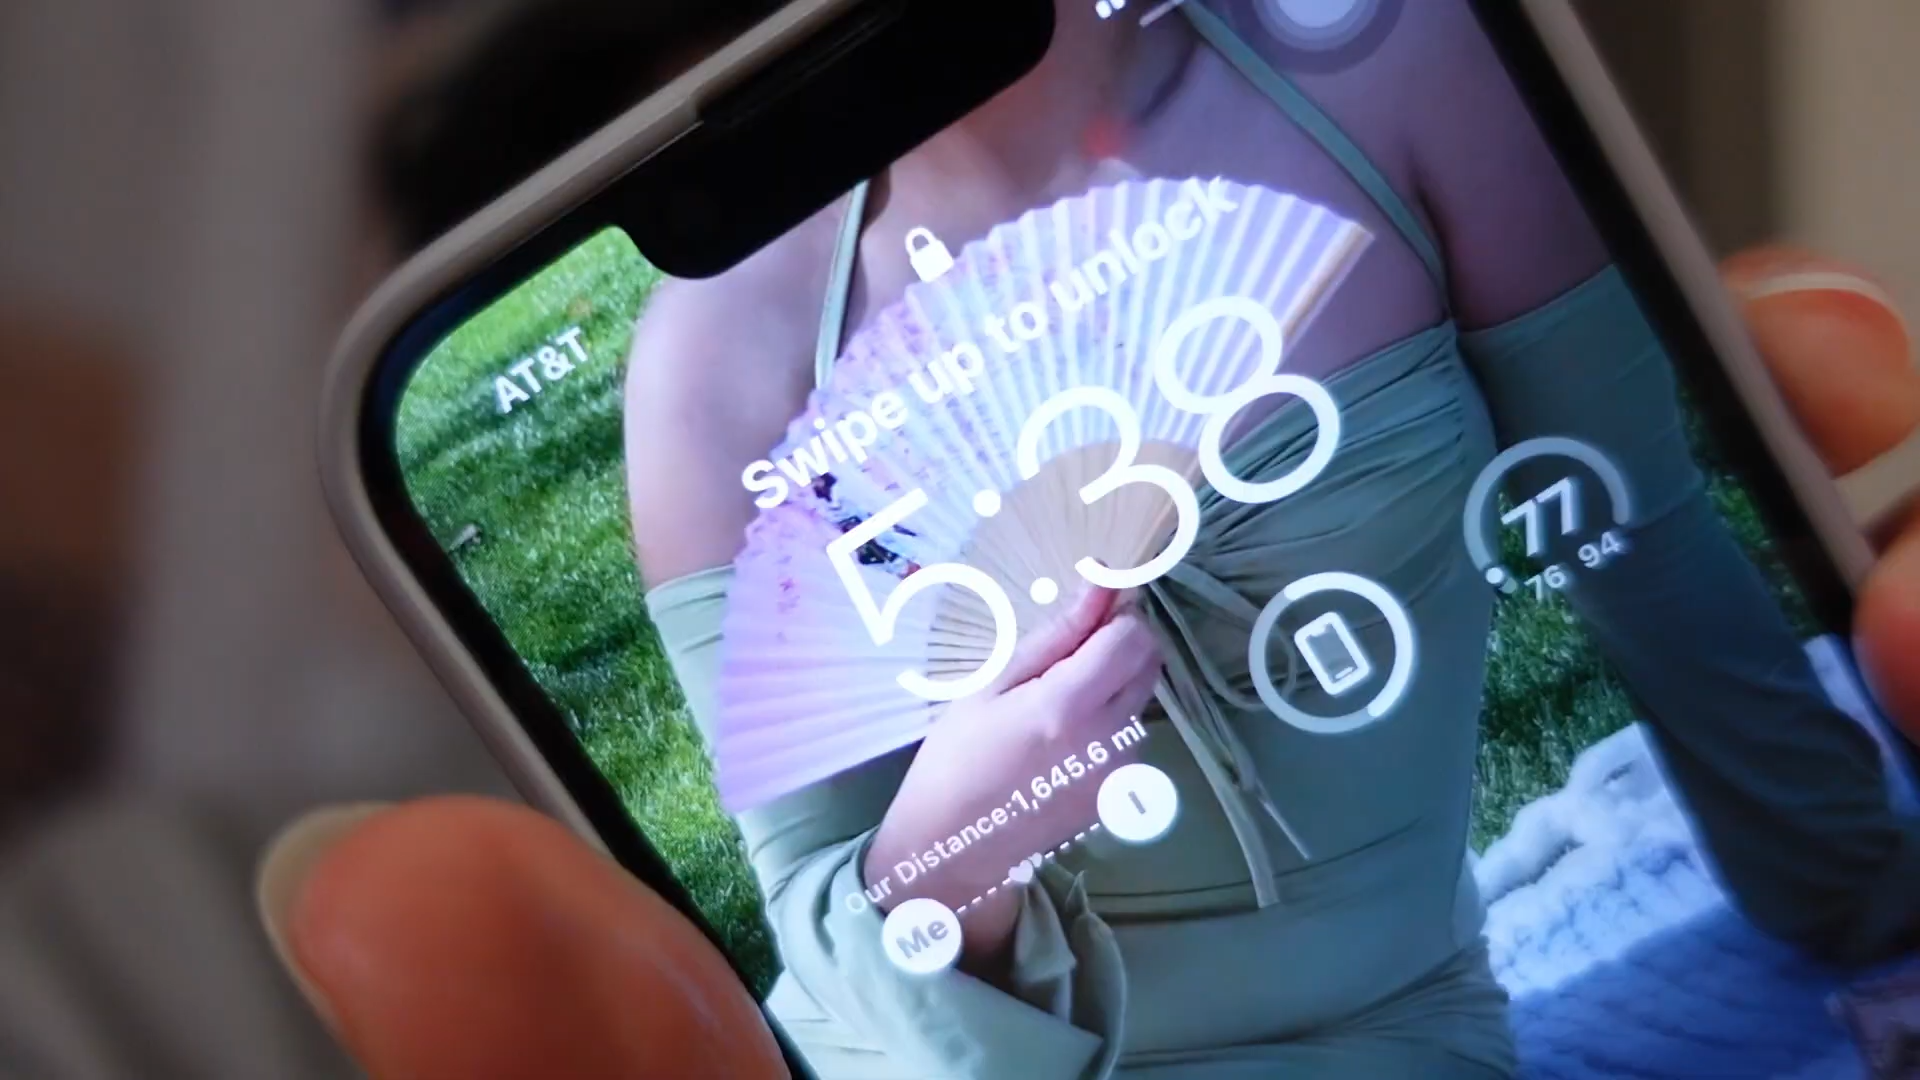 AT&T
Swipe up to unlock
5:38
77
76 94
Our Distance:1,645.6 mi
Me
I